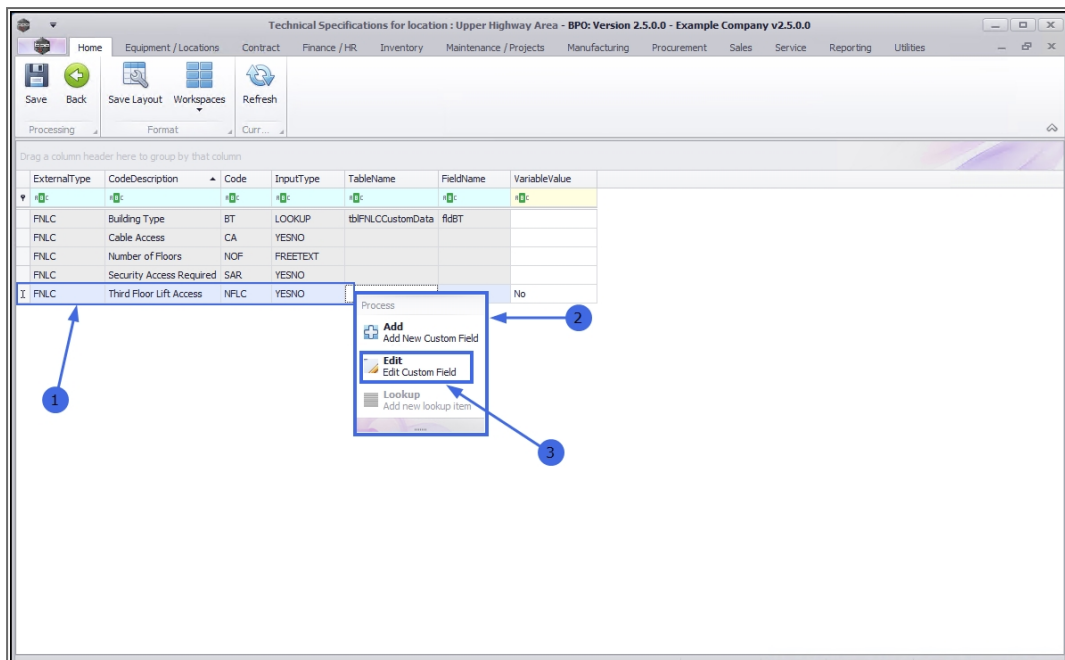 Technical Specifications for location : Upper Highway Area - BPO: Version 2.5.0.0 - Example Company v2.5.0.0
Home Equipment / Locations Contract Finance / HR Inventory Maintenance / Projects Manufacturing Procurement Sales Service Reporting Utilities
Save Back Save Layout Workspaces Refresh
Processing Format Curr...
Drag a column header here to group by that column
ExternalType CodeDescription Code InputType TableName FieldName VariableValue
FNLC Building Type BT LOOKUP tblFNLCCustomData fldBT
FNLC Cable Access CA YESNO
FNLC Number of Floors NOF FREETEXT
FNLC Security Access Required SAR YESNO
FNLC Third Floor Lift Access NFLC YESNO No
Process
Add
Add New Custom Field
Edit
Edit Custom Field
Lookup
Add new lookup item
1
2
3